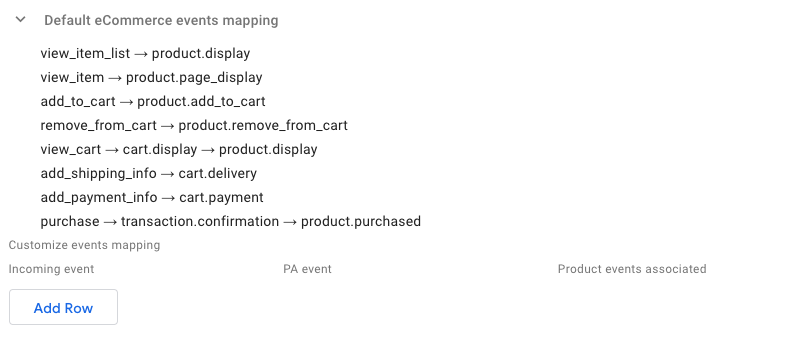 Default eCommerce events mapping
view_item_list → product.display
view_item → product.page_display
add_to_cart → product.add_to_cart
remove_from_cart → product.remove_from_cart
view_cart → cart.display → product.display
add_shipping_info → cart.delivery
add_payment_info → cart.payment
purchase → transaction.confirmation → product.purchased
Customize events mapping
Incoming event PA event Product events associated
Add Row